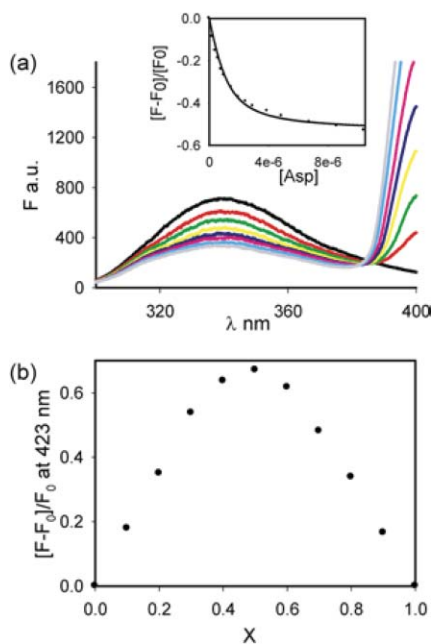 (a)
[F-F0]/[F0]
0.0
-0.2
-0.4
-0.6
0 4e-6 8e-6
[Asp]
F a.u.
1600
1200
800
400
0
320 360 400
λ nm
(b)
[F-F₀]/F₀ at 423 nm
0.6
0.4
0.2
0.0
0.0 0.2 0.4 0.6 0.8 1.0
X